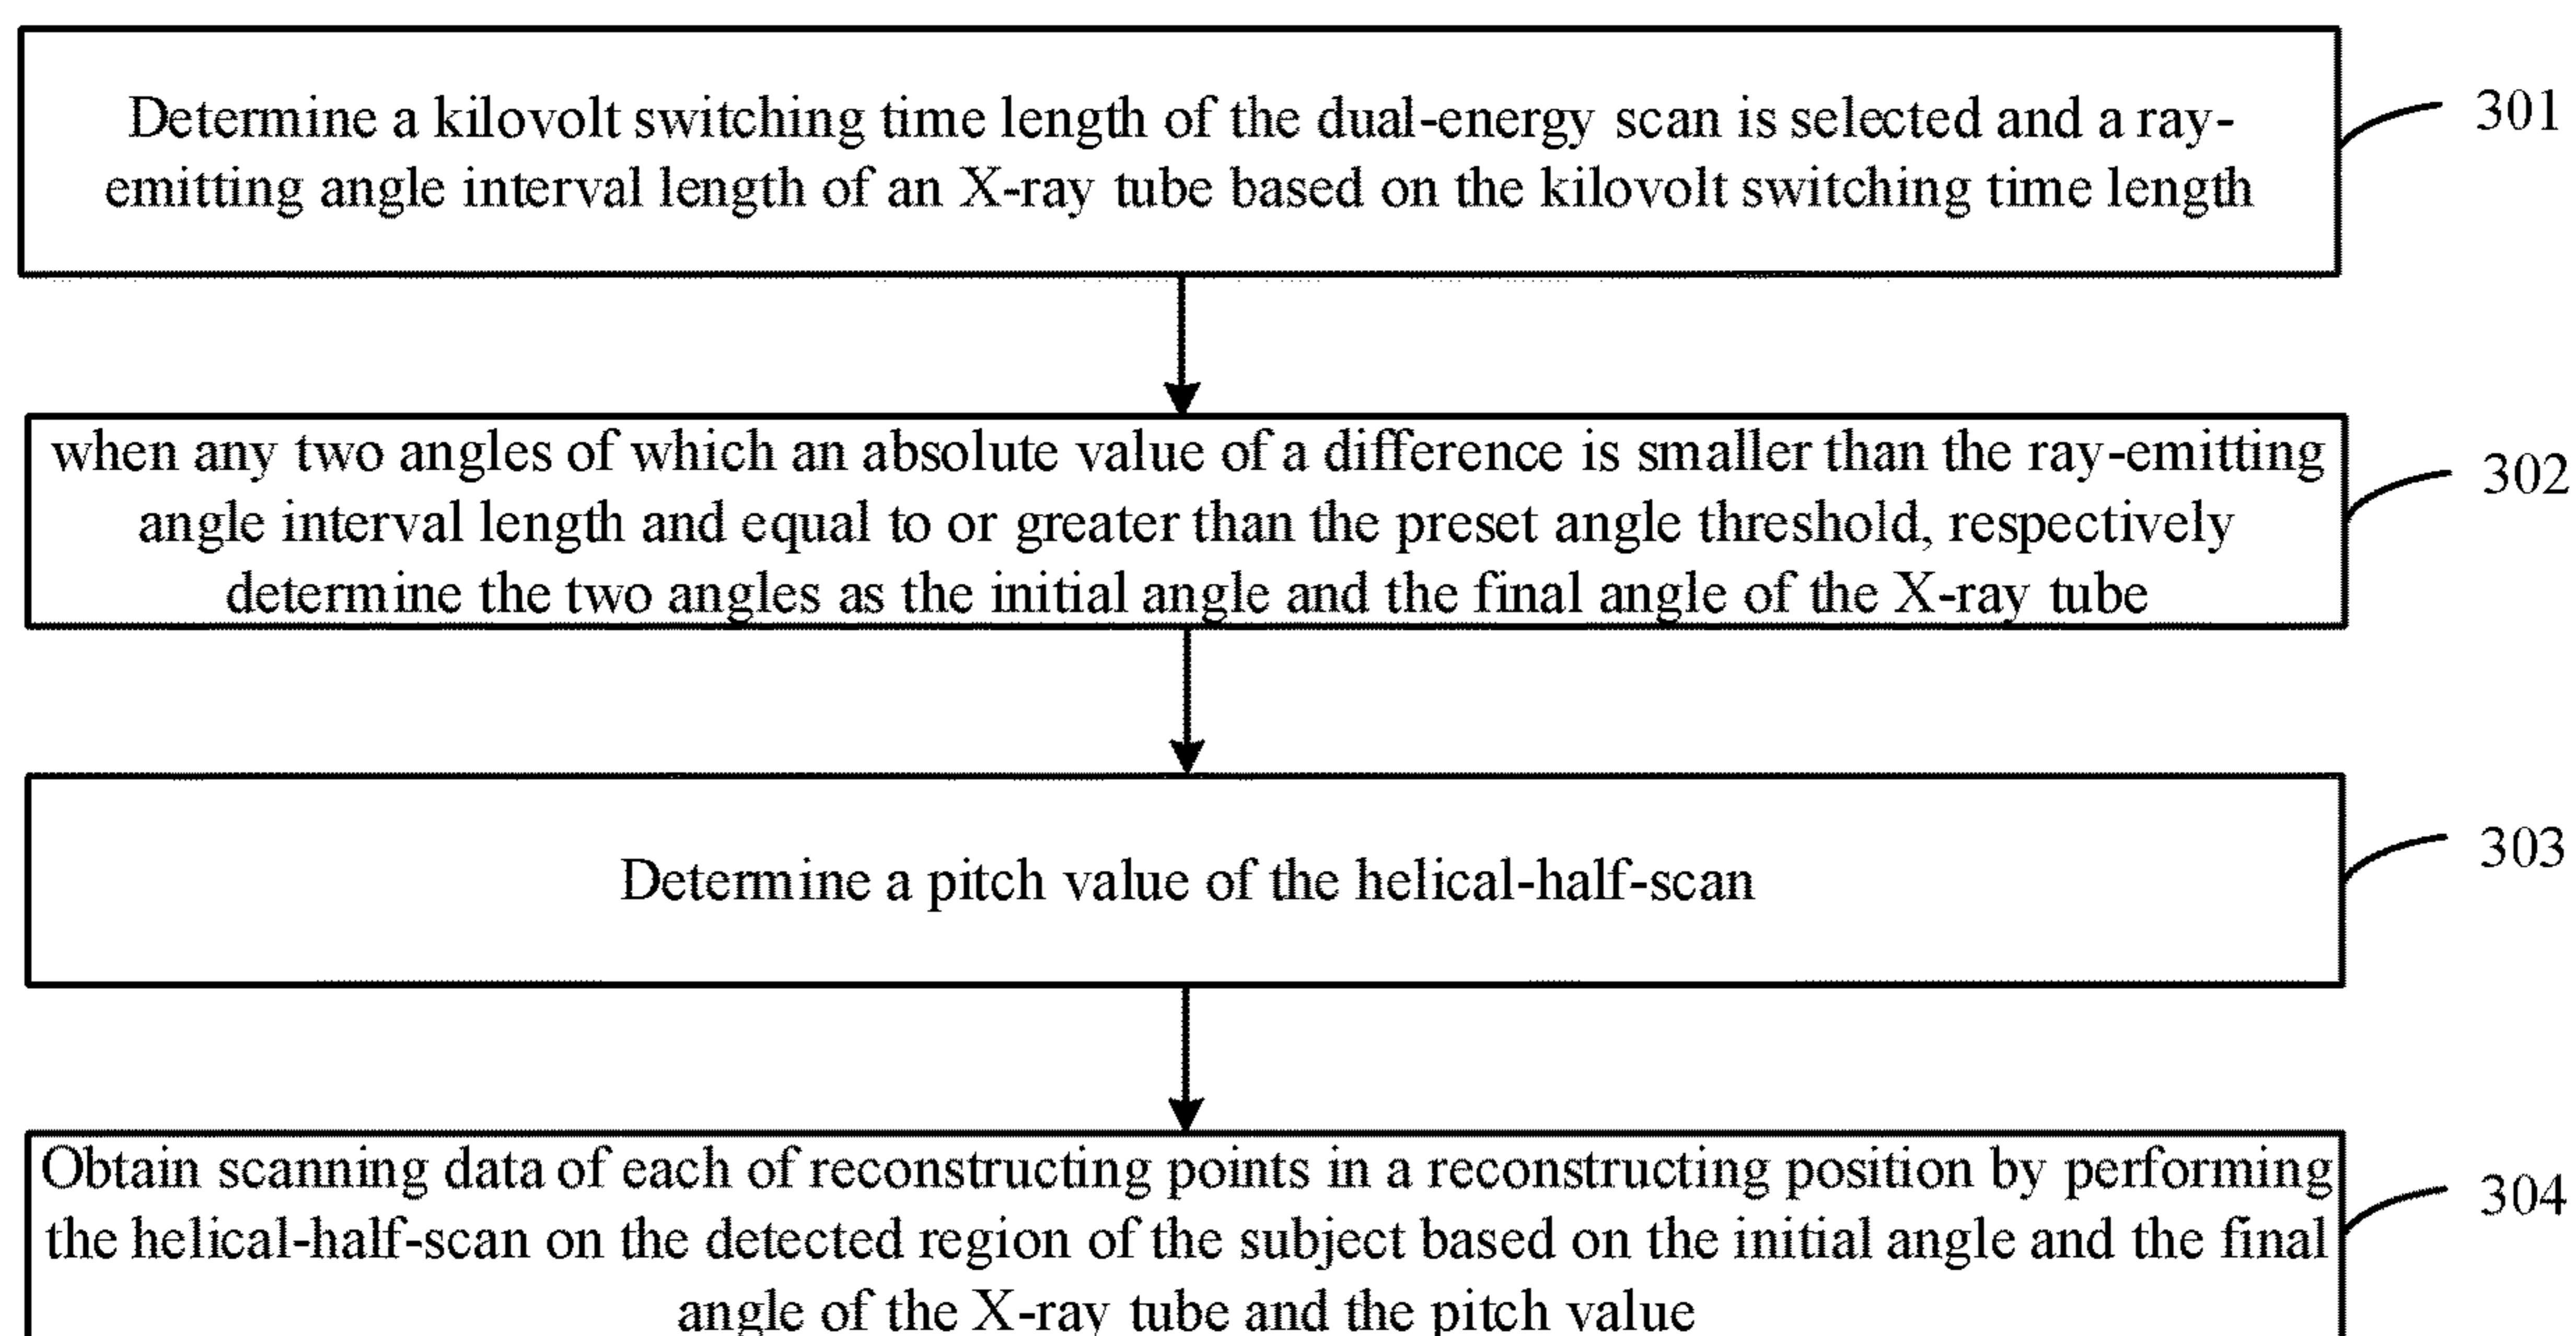 Determine a kilovolt switching time length of the dual-energy scan is selected and a ray-
emitting angle interval length of an X-ray tube based on the kilovolt switching time length
301
when any two angles of which an absolute value of a difference is smaller than the ray-emitting
angle interval length and equal to or greater than the preset angle threshold, respectively
determine the two angles as the initial angle and the final angle of the X-ray tube
302
Determine a pitch value of the helical-half-scan
303
Obtain scanning data of each of reconstructing points in a reconstructing position by performing
the helical-half-scan on the detected region of the subject based on the initial angle and the final
angle of the X-ray tube and the pitch value
304